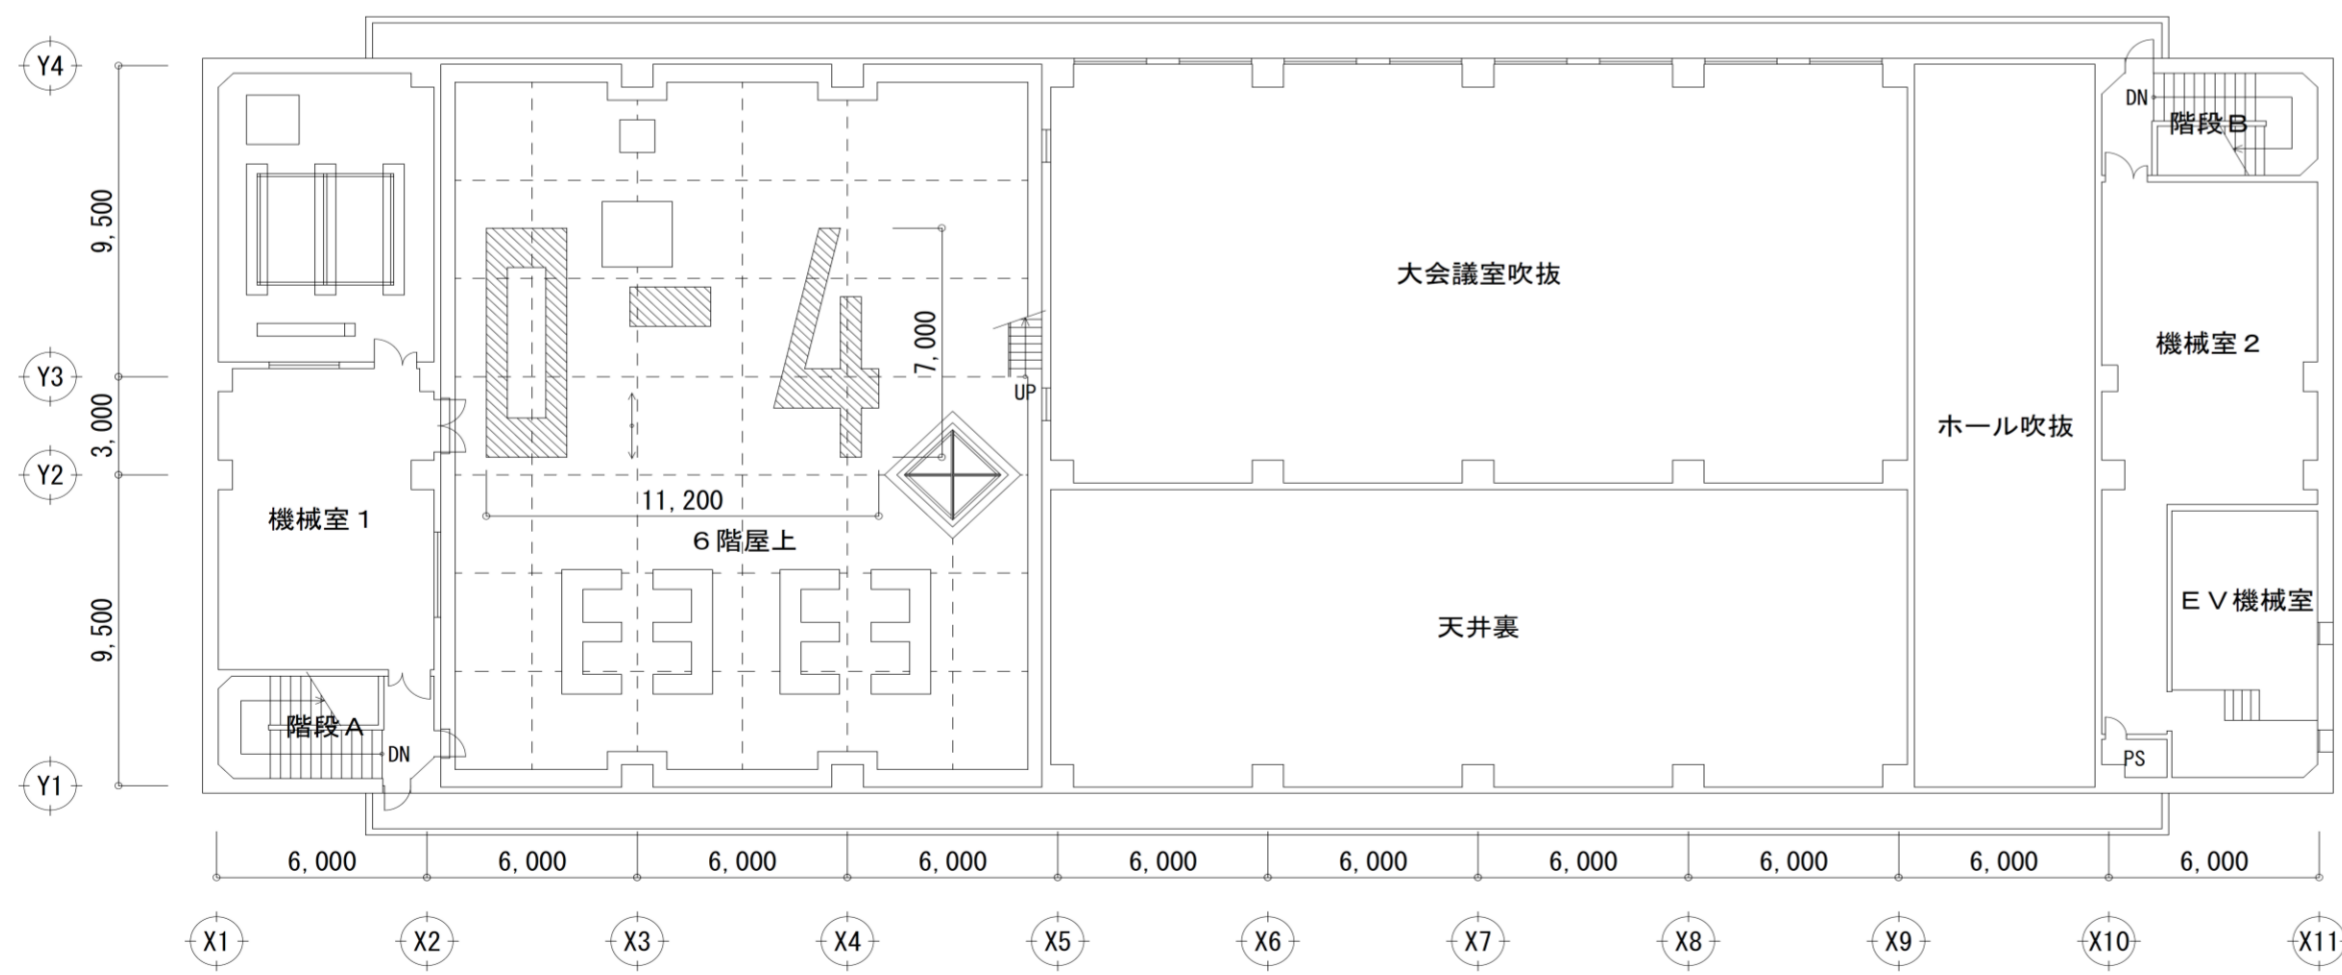 Y4
DN
階段B
9,500
大会議室吹抜
7,000
機械室2
Y3
UP
3,000
ホール吹抜
Y2
11,200
機械室1
6階屋上
9,500
EV機械室
天井裏
階段A
DN
PS
Y1
6,000 6,000 6,000 6,000 6,000 6,000 6,000 6,000 6,000 6,000
X1 X2 X3 X4 X5 X6 X7 X8 X9 X10 X11
0-4